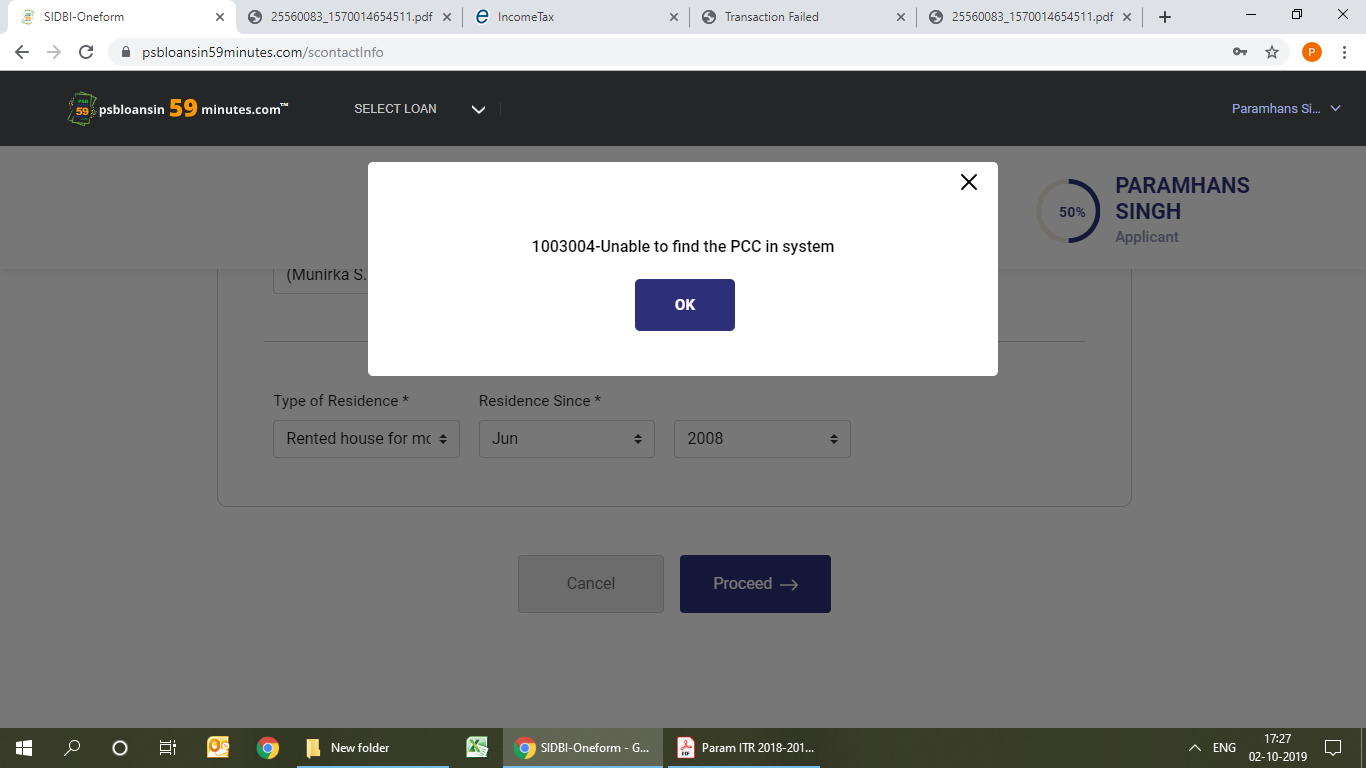 SIDBI-Oneform
25560083_1570014654511.pdf
IncomeTax
Transaction Failed
25560083_1570014654511.pdf
psbloansin59minutes.com/scontactInfo
P
PSB
59
psbloansin 59 minutes.com™
SELECT LOAN
Paramhans Si...
1003004-Unable to find the PCC in system
OK
50%
PARAMHANS
SINGH
Applicant
(Munirka S.
Type of Residence *
Residence Since *
Rented house for mc
Jun
2008
Cancel
Proceed →
New folder
SIDBI-Oneform - G...
Param ITR 2018-201...
ENG
17:27
02-10-2019